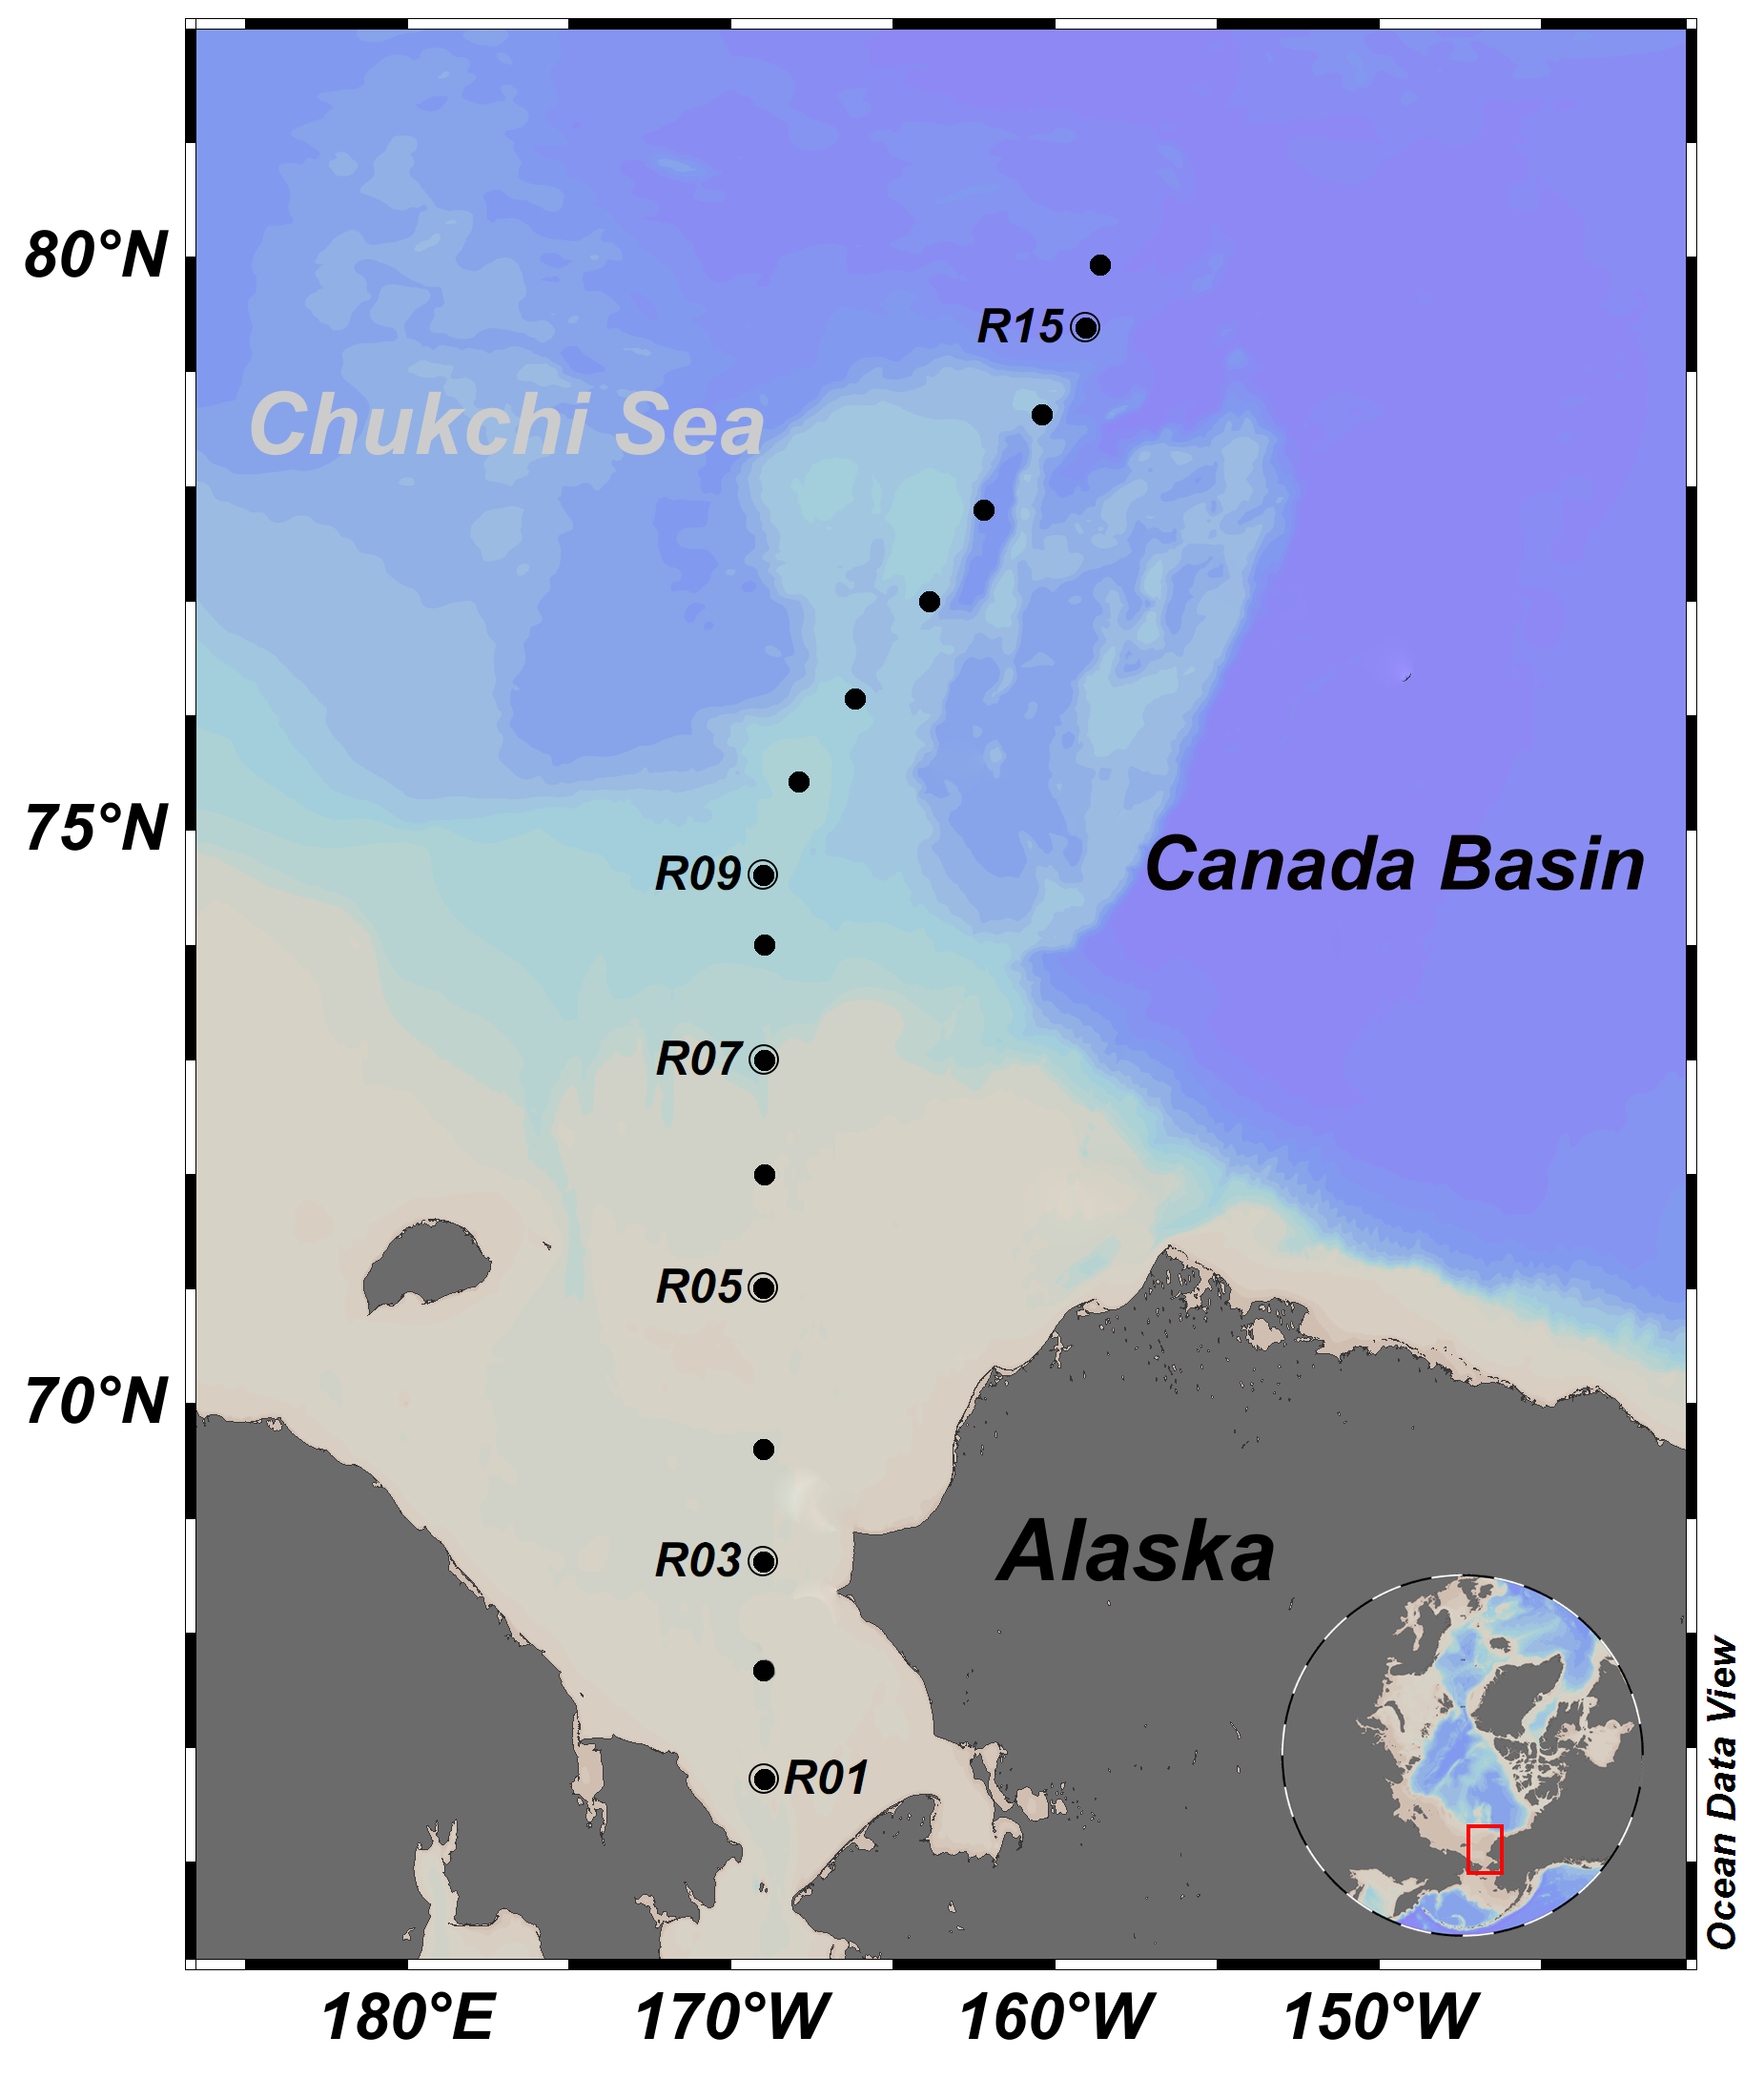 80°N
R15
Chukchi Sea
75°N
Canada Basin
R09
R07
R05
70°N
Alaska
R03
R01
Ocean Data View
180°E
170°W
160°W
150°W